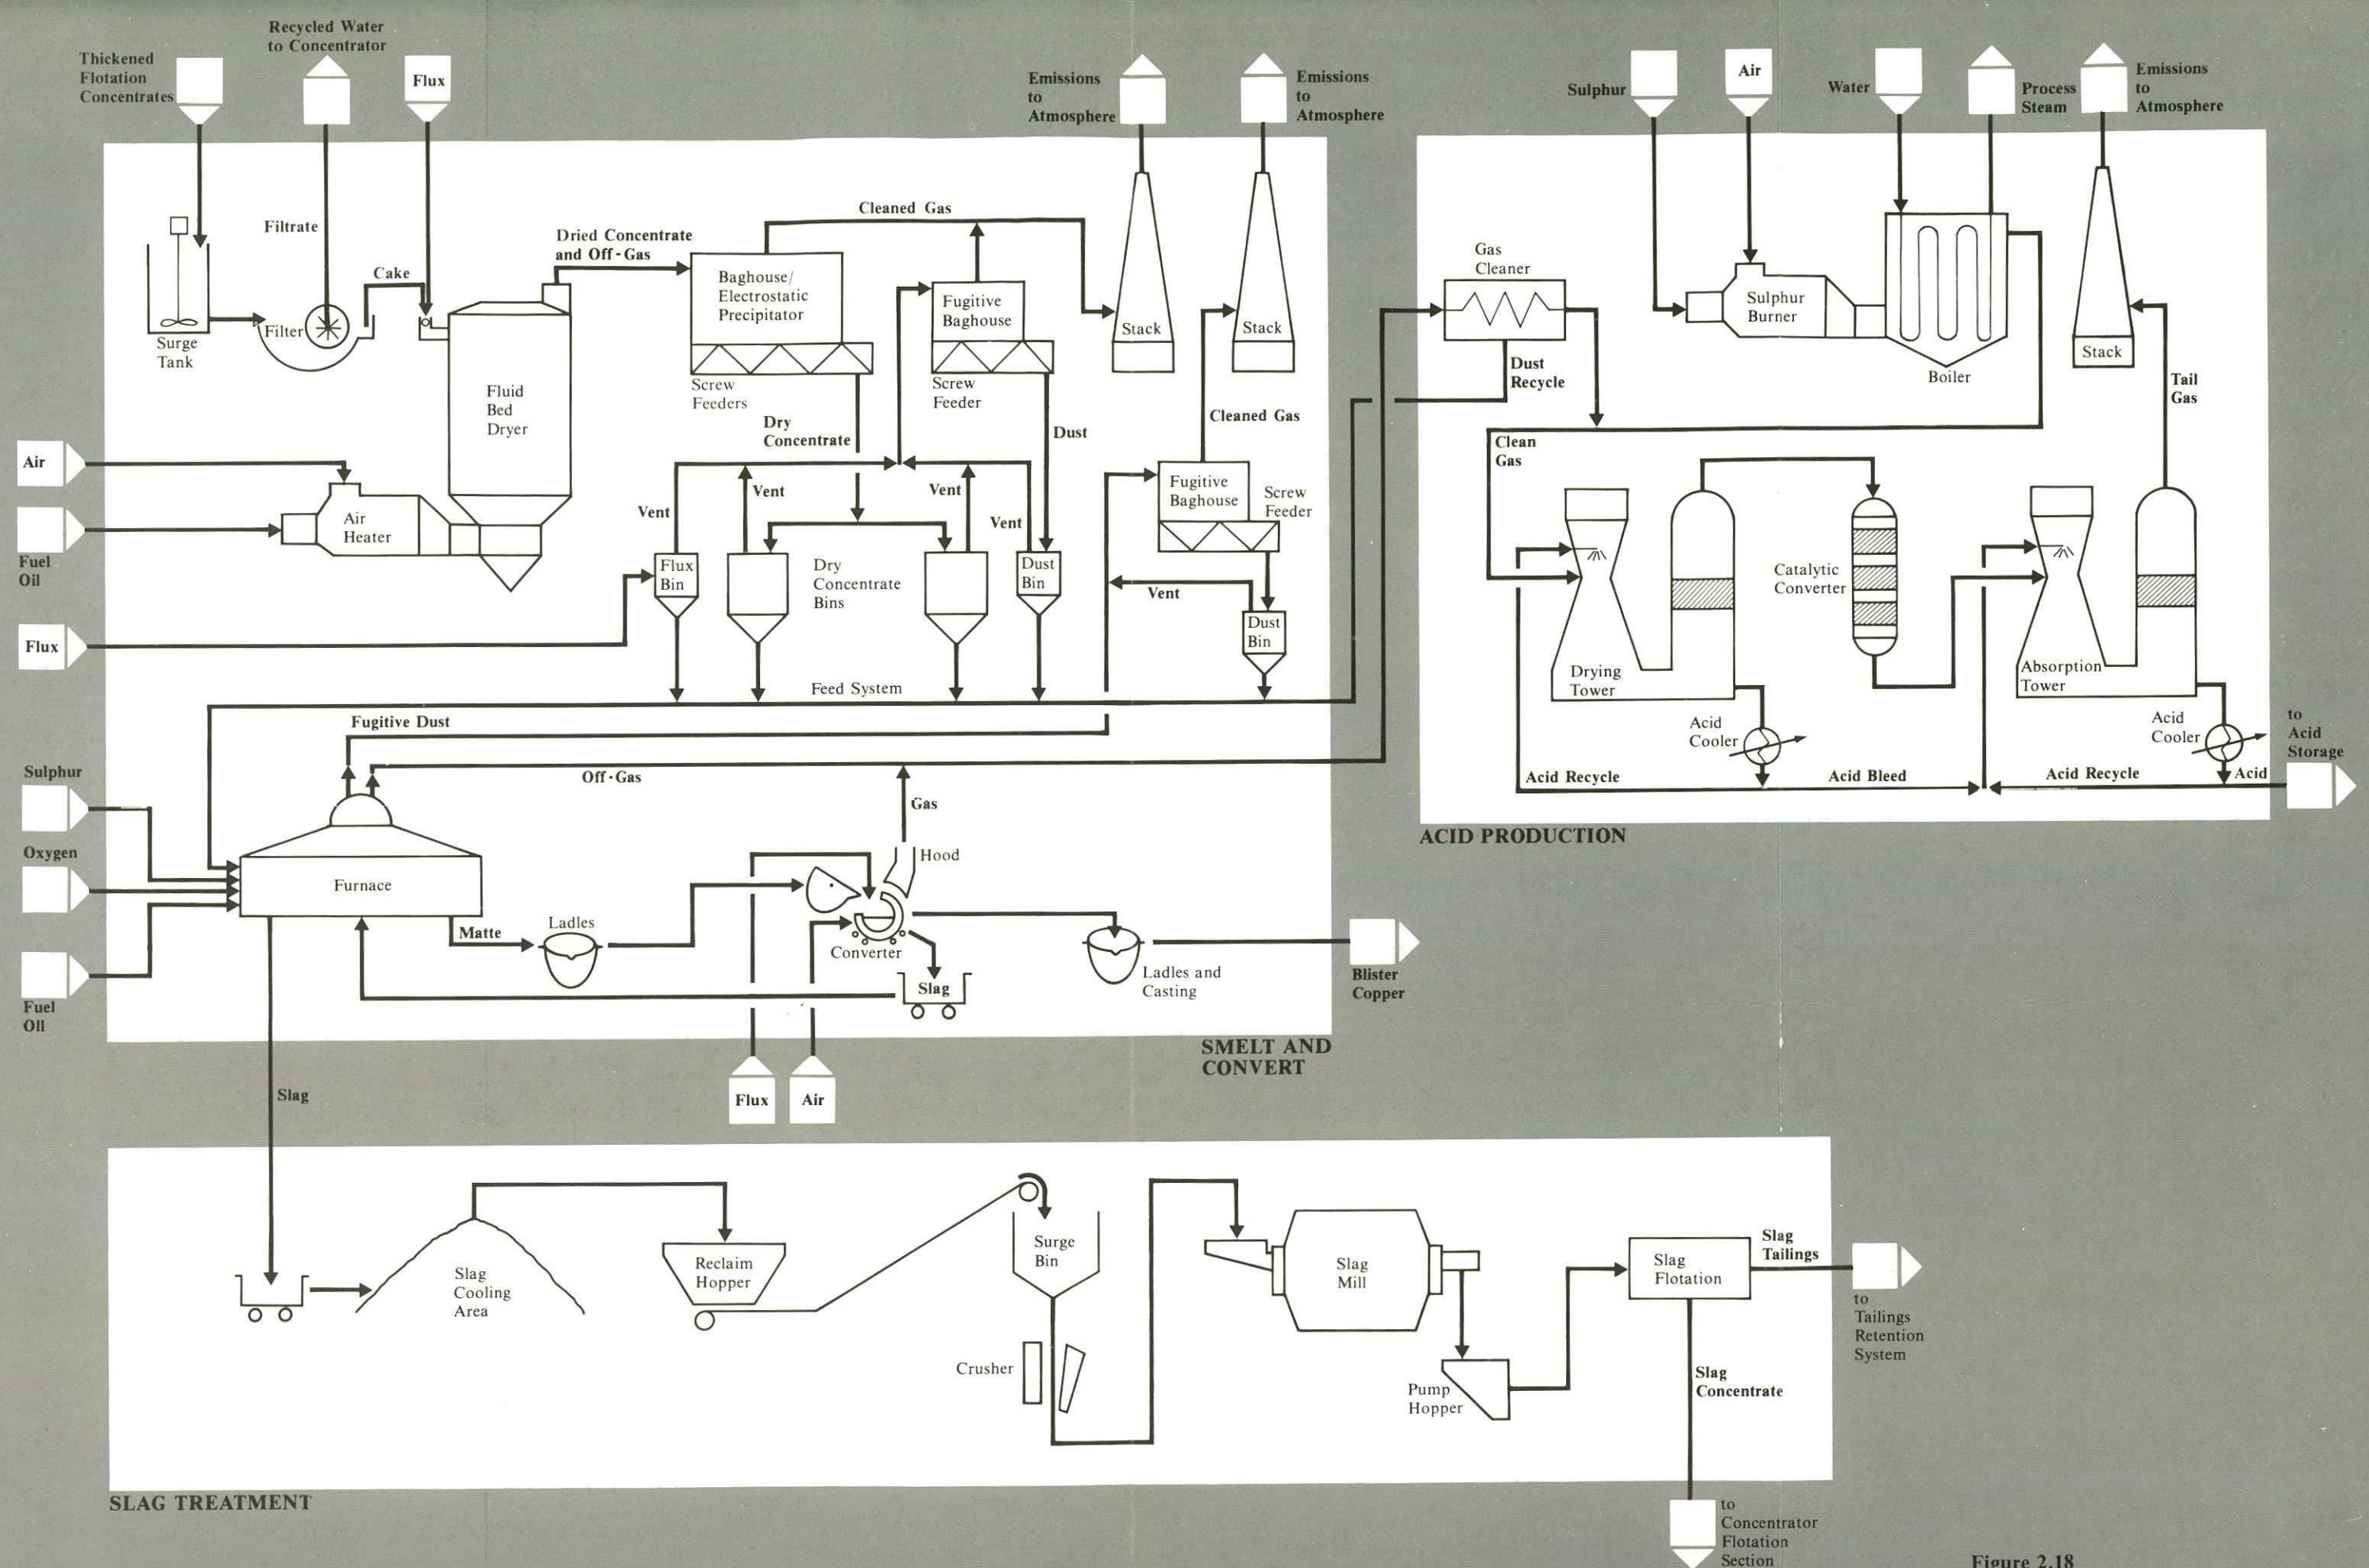 Recycled Water
to Concentrator
Thickened
Flotation
Concentrates
Flux
Emissions
to
Atmosphere
Emissions
to
Atmosphere
Sulphur
Air
Water
Process
Steam
Emissions
to
Atmosphere
Filtrate
Cake
Filter
Surge
Tank
Dried Concentrate
and Off-Gas
Cleaned Gas
Baghouse/
Electrostatic
Precipitator
Fugitive
Baghouse
Stack
Stack
Screw
Feeders
Screw
Feeder
Fluid
Bed
Dryer
Dry
Concentrate
Dust
Cleaned Gas
Air
Air
Heater
Fuel
Oil
Flux
Vent
Vent
Vent
Vent
Flux
Bin
Dry
Concentrate
Bins
Dust
Bin
Fugitive
Baghouse
Screw
Feeder
Vent
Dust
Bin
Feed System
Fugitive Dust
Off-Gas
Gas
Sulphur
Oxygen
Fuel
Oil
Furnace
Matte
Ladles
Hood
Converter
Slag
Ladles and
Casting
Blister
Copper
SMELT AND
CONVERT
Flux
Air
Slag
Gas
Cleaner
Dust
Recycle
Sulphur
Burner
Boiler
Stack
Tail
Gas
Clean
Gas
Catalytic
Converter
Drying
Tower
Absorption
Tower
Acid
Cooler
Acid
Cooler
Acid Recycle
Acid Bleed
Acid Recycle
Acid
to
Acid
Storage
ACID PRODUCTION
Slag
Cooling
Area
Reclaim
Hopper
Surge
Bin
Crusher
Slag
Mill
Pump
Hopper
Slag
Flotation
Slag
Tailings
to
Tailings
Retention
System
Slag
Concentrate
SLAG TREATMENT
to
Concentrator
Flotation
Section
Figure 2.18